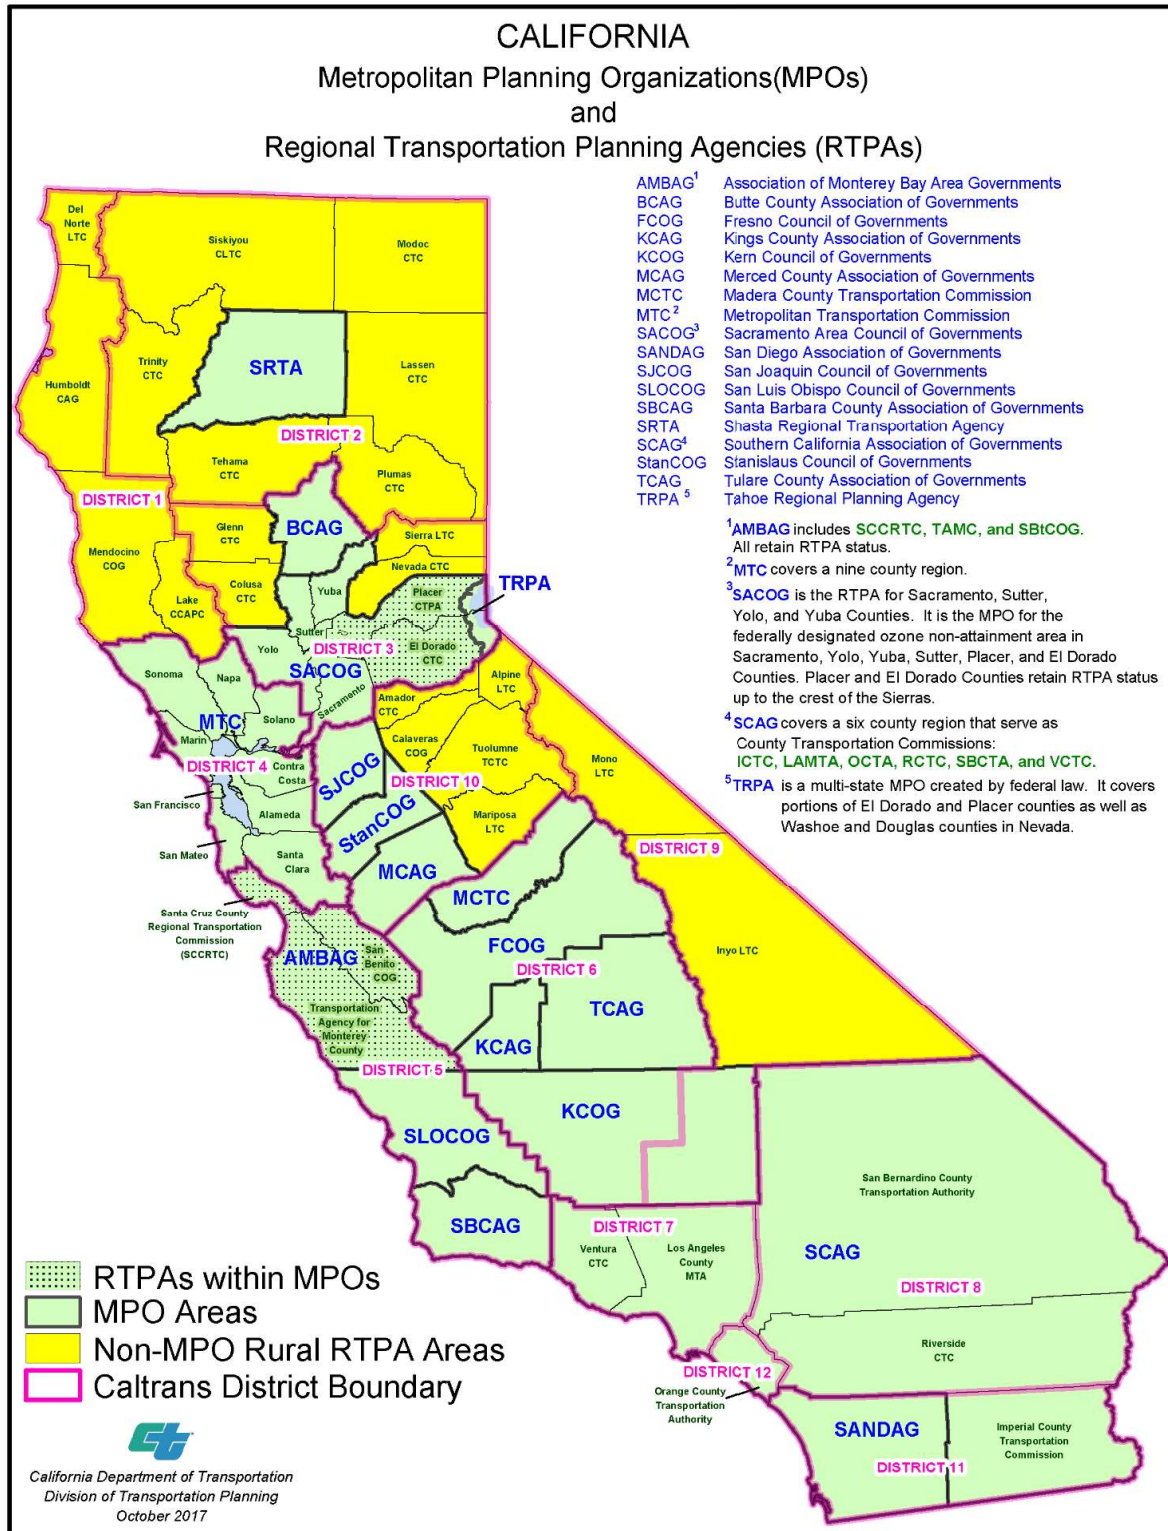 CALIFORNIA
Metropolitan Planning Organizations(MPOs)
and
Regional Transportation Planning Agencies (RTPAs)
AMBAG1 Association of Monterey Bay Area Governments
BCAG Butte County Association of Governments
FCOG Fresno Council of Governments
KCAG Kings County Association of Governments
KCOG Kern Council of Governments
MCAG Merced County Association of Governments
MCTC Madera County Transportation Commission
MTC 2 Metropolitan Transportation Commission
SACOG3 Sacramento Area Council of Governments
SANDAG San Diego Association of Governments
SJCOG San Joaquin Council of Governments
SLOCOG San Luis Obispo Council of Governments
SBCAG Santa Barbara County Association of Governments
SRTA Shasta Regional Transportation Agency
SCAG4 Southern California Association of Governments
StanCOG Stanislaus Council of Governments
TCAG Tulare County Association of Governments
TRPA 5 Tahoe Regional Planning Agency
1AMBAG includes SCCRTC, TAMC, and SBtCOG.
All retain RTPA status.
2MTC covers a nine county region.
3SACOG is the RTPA for Sacramento, Sutter,
Yolo, and Yuba Counties. It is the MPO for the
federally designated ozone non-attainment area in
Sacramento, Yolo, Yuba, Sutter, Placer, and El Dorado
Counties. Placer and El Dorado Counties retain RTPA status
up to the crest of the Sierras.
4 SCAG covers a six county region that serve as
County Transportation Commissions:
ICTC, LAMTA, OCTA, RCTC, SBCTA, and VCTC.
5TRPA is a multi-state MPO created by federal law. It covers
portions of El Dorado and Placer counties as well as
Washoe and Douglas counties in Nevada.
Del
Norte
LTC
Siskiyou
CLTC
Modoc
CTC
Humboldt
CAG
Trinity
CTC
SRTA
Lassen
CTC
DISTRICT 2
Tehama
CTC
Plumas
CTC
DISTRICT 1
Mendocino
COG
Glenn
CTC
BCAG
Sierra LTC
Nevada CTC
Lake
CCAPC
Colusa
CTC
Yuba
Placer
CTPA
TRPA
Sutter
Yolo
DISTRICT 3
El Dorado
CTC
SACOG
Sacramento
Sonoma
Napa
Solano
MTC
Marin
DISTRICT 4
Contra
Costa
San Francisco
Alameda
San Mateo
Santa
Clara
Amador
CTC
Alpine
LTC
Calaveras
COG
Tuolumne
TCTC
Mono
LTC
SJCOG
DISTRICT 10
StanCOG
Mariposa
LTC
MCAG
DISTRICT 9
MCTC
Santa Cruz County
Regional Transportation
Commission
(SCCRTC)
AMBAG
San
Benito
COG
FCOG
DISTRICT 6
Inyo LTC
Transportation
Agency for
Monterey
County
TCAG
KCAG
DISTRICT 5
KCOG
SLOCOG
SBCAG
San Bernardino County
Transportation Authority
DISTRICT 7
Ventura
CTC
Los Angeles
County
MTA
SCAG
DISTRICT 8
Riverside
CTC
DISTRICT 12
Orange County
Transportation
Authority
SANDAG
Imperial County
Transportation
Commission
DISTRICT 11
RTPAs within MPOs
MPO Areas
Non-MPO Rural RTPA Areas
Caltrans District Boundary
ct
California Department of Transportation
Division of Transportation Planning
October 2017